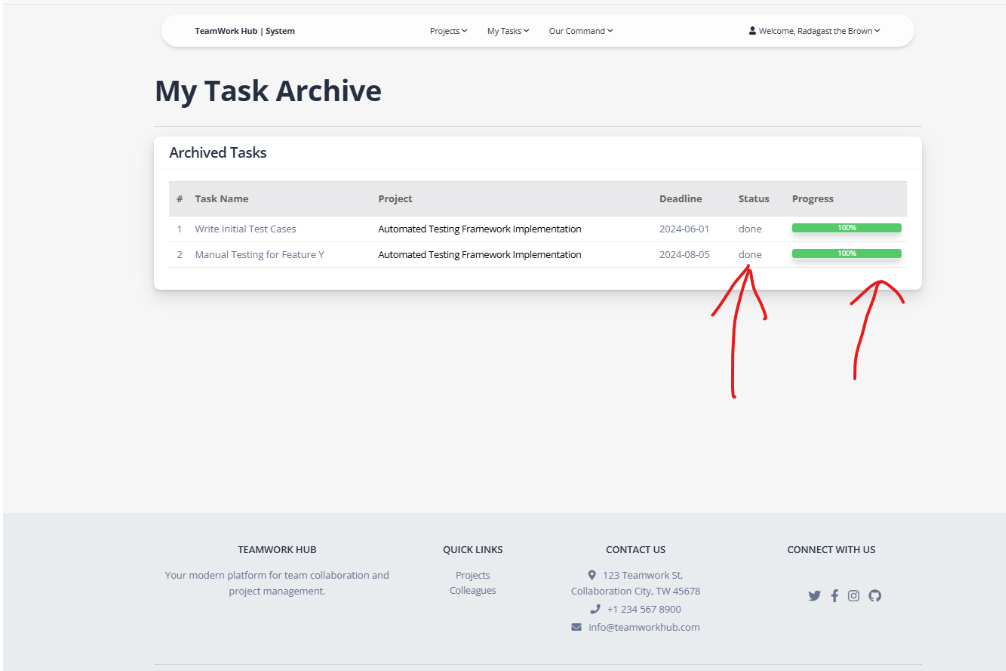 TeamWork Hub | System Projects My Tasks Our Command Welcome, Radagast the Brown
My Task Archive
Archived Tasks
# Task Name Project Deadline Status Progress
1 Write Initial Test Cases Automated Testing Framework Implementation 2024-06-01 done 100%
2 Manual Testing for Feature Y Automated Testing Framework Implementation 2024-08-05 done 100%
TEAMWORK HUB
Your modern platform for team collaboration and
project management.
QUICK LINKS
Projects
Colleagues
CONTACT US
123 Teamwork St,
Collaboration City, TW 45678
+1 234 567 8900
info@teamworkhub.com
CONNECT WITH US